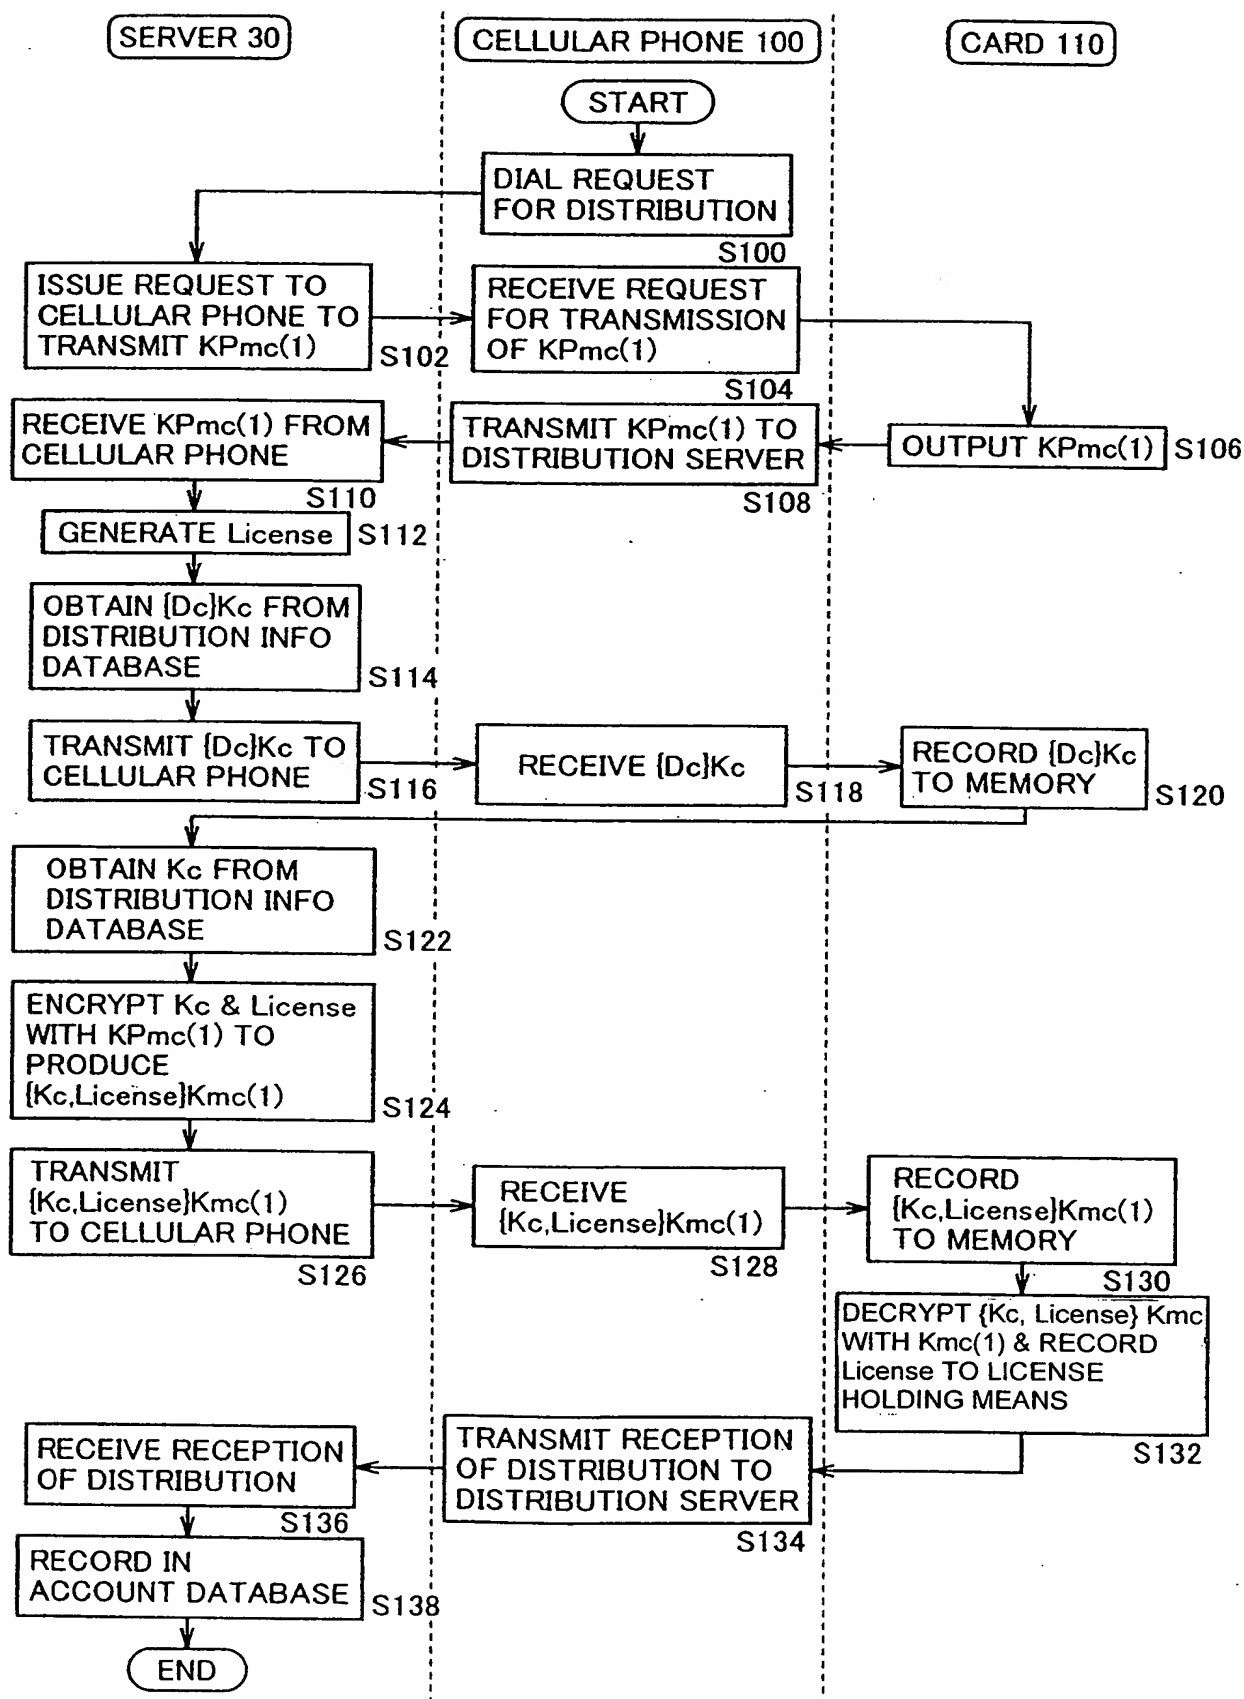 SERVER 30
CELLULAR PHONE 100
CARD 110
START
DIAL REQUEST
FOR DISTRIBUTION
S100
ISSUE REQUEST TO
CELLULAR PHONE TO
TRANSMIT KPmc(1)
S102
RECEIVE REQUEST
FOR TRANSMISSION
OF KPmc(1)
S104
OUTPUT KPmc(1)
S106
TRANSMIT KPmc(1) TO
DISTRIBUTION SERVER
S108
RECEIVE KPmc(1) FROM
CELLULAR PHONE
S110
GENERATE License
S112
OBTAIN {Dc}Kc FROM
DISTRIBUTION INFO
DATABASE
S114
TRANSMIT {Dc}Kc TO
CELLULAR PHONE
S116
RECEIVE {Dc}Kc
S118
RECORD {Dc}Kc
TO MEMORY
S120
OBTAIN Kc FROM
DISTRIBUTION INFO
DATABASE
S122
ENCRYPT Kc & License
WITH KPmc(1) TO
PRODUCE
{Kc,License}Kmc(1)
S124
TRANSMIT
{Kc,License}Kmc(1)
TO CELLULAR PHONE
S126
RECEIVE
{Kc,License}Kmc(1)
S128
RECORD
{Kc,License}Kmc(1)
TO MEMORY
S130
DECRYPT {Kc, License} Kmc
WITH Kmc(1) & RECORD
License TO LICENSE
HOLDING MEANS
S132
TRANSMIT RECEPTION
OF DISTRIBUTION TO
DISTRIBUTION SERVER
S134
RECEIVE RECEPTION
OF DISTRIBUTION
S136
RECORD IN
ACCOUNT DATABASE
S138
END